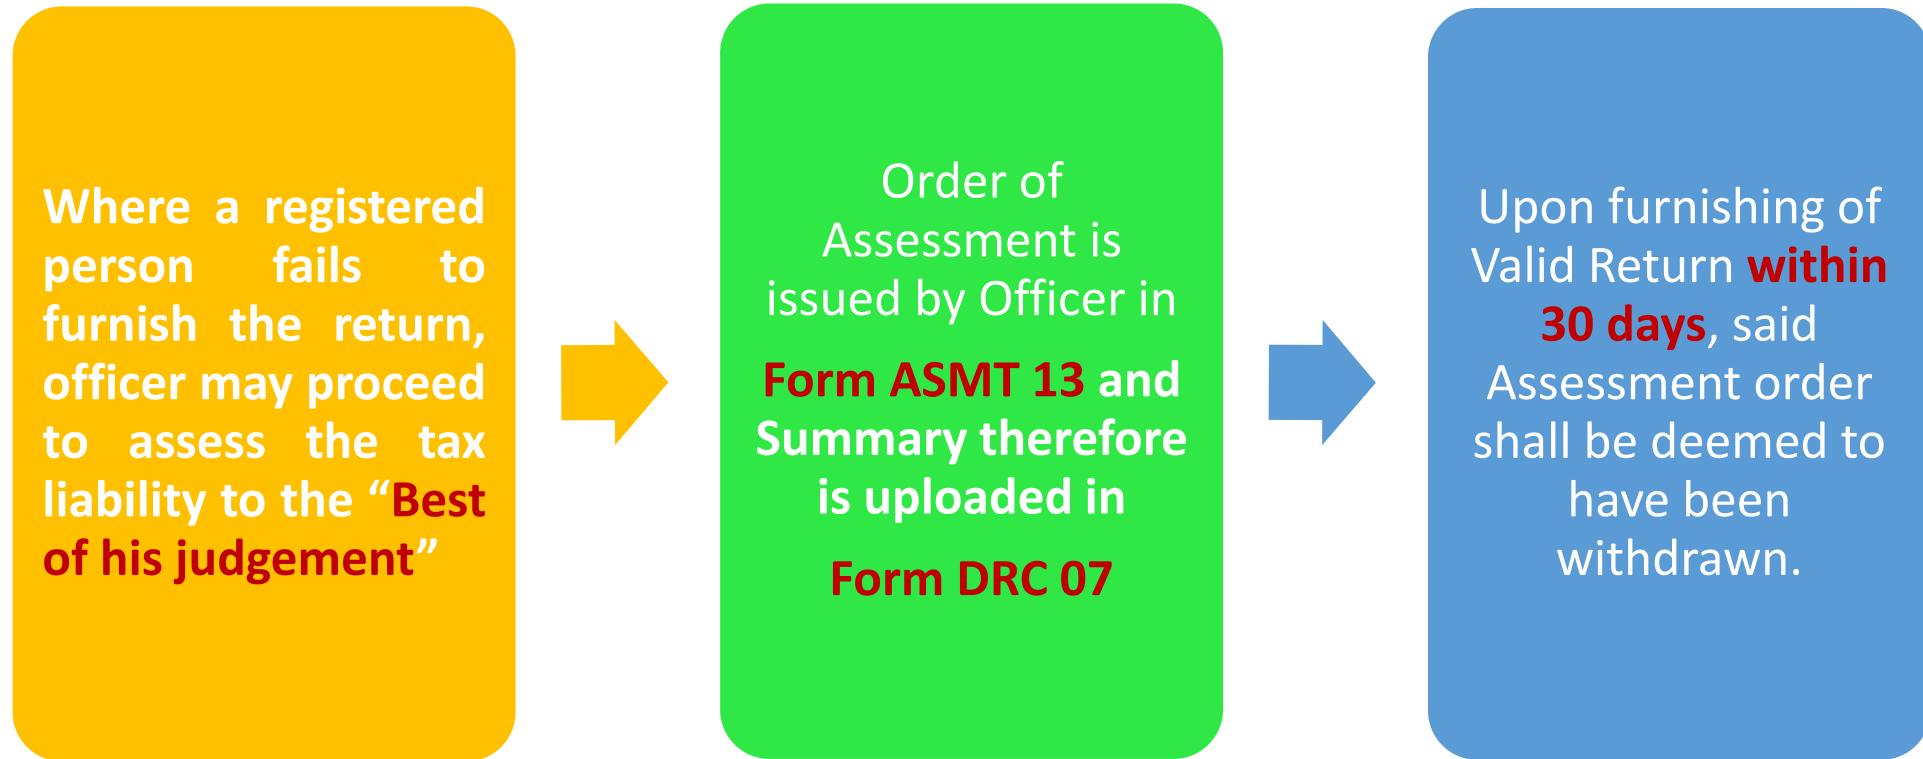 Where a registered
person fails to
furnish the return,
officer may proceed
to assess the tax
liability to the “Best
of his judgement”
Order of
Assessment is
issued by Officer in
Form ASMT 13 and
Summary therefore
is uploaded in
Form DRC 07
Upon furnishing of
Valid Return within
30 days, said
Assessment order
shall be deemed to
have been
withdrawn.